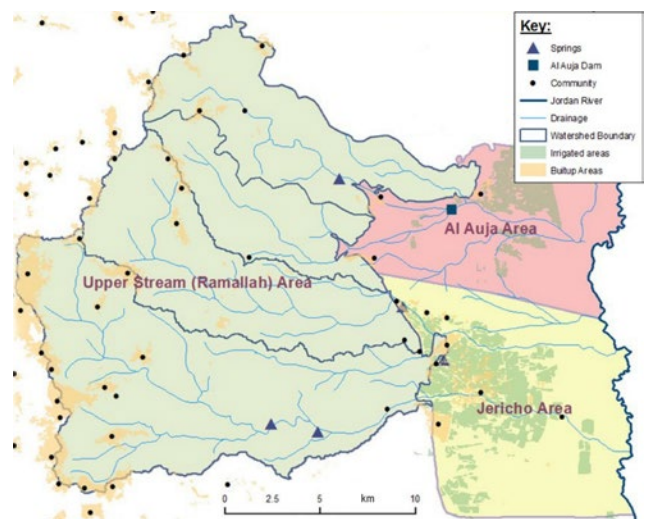 Key:
Springs
Al Auja Dam
Community
Jordan River
Drainage
Watershed Boundary
Irrigated areas
Builtup Areas
Al Auja Area
Upper Stream (Ramallah) Area
Jericho Area
0 2.5 5 10
km